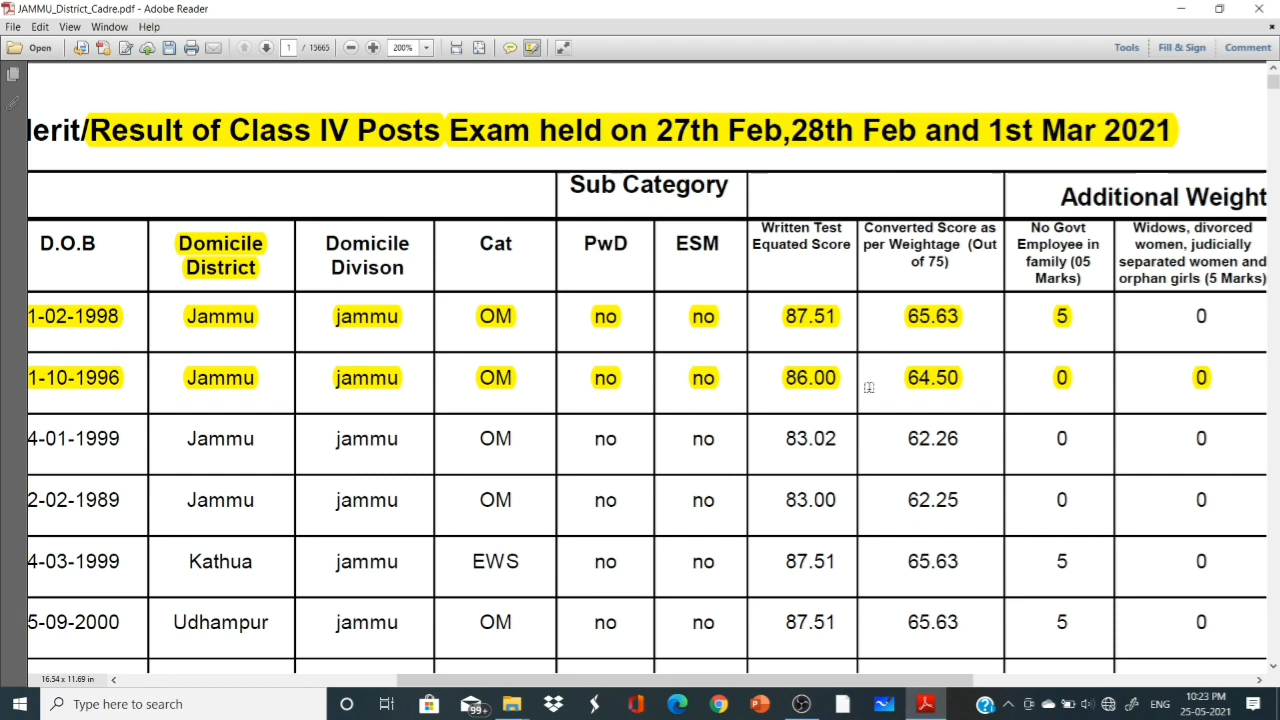 JAMMU_District_Cadre.pdf - Adobe Reader
File Edit View Window Help
Open 1 / 15665 200% Tools Fill & Sign Comment
lerit/Result of Class IV Posts Exam held on 27th Feb,28th Feb and 1st Mar 2021
Sub Category Additional Weight
D.O.B Domicile District Domicile Divison Cat PwD ESM Written Test Equated Score Converted Score as per Weightage (Out of 75) No Govt Employee in family (05 Marks) Widows, divorced women, judicially separated women and orphan girls (5 Marks)
1-02-1998 Jammu jammu OM no no 87.51 65.63 5 0
1-10-1996 Jammu jammu OM no no 86.00 64.50 0 0
4-01-1999 Jammu jammu OM no no 83.02 62.26 0 0
2-02-1989 Jammu jammu OM no no 83.00 62.25 0 0
4-03-1999 Kathua jammu EWS no no 87.51 65.63 5 0
5-09-2000 Udhampur jammu OM no no 87.51 65.63 5 0
16.54 x 11.69 in
Type here to search 99+ ENG 10:23 PM
25-05-2021